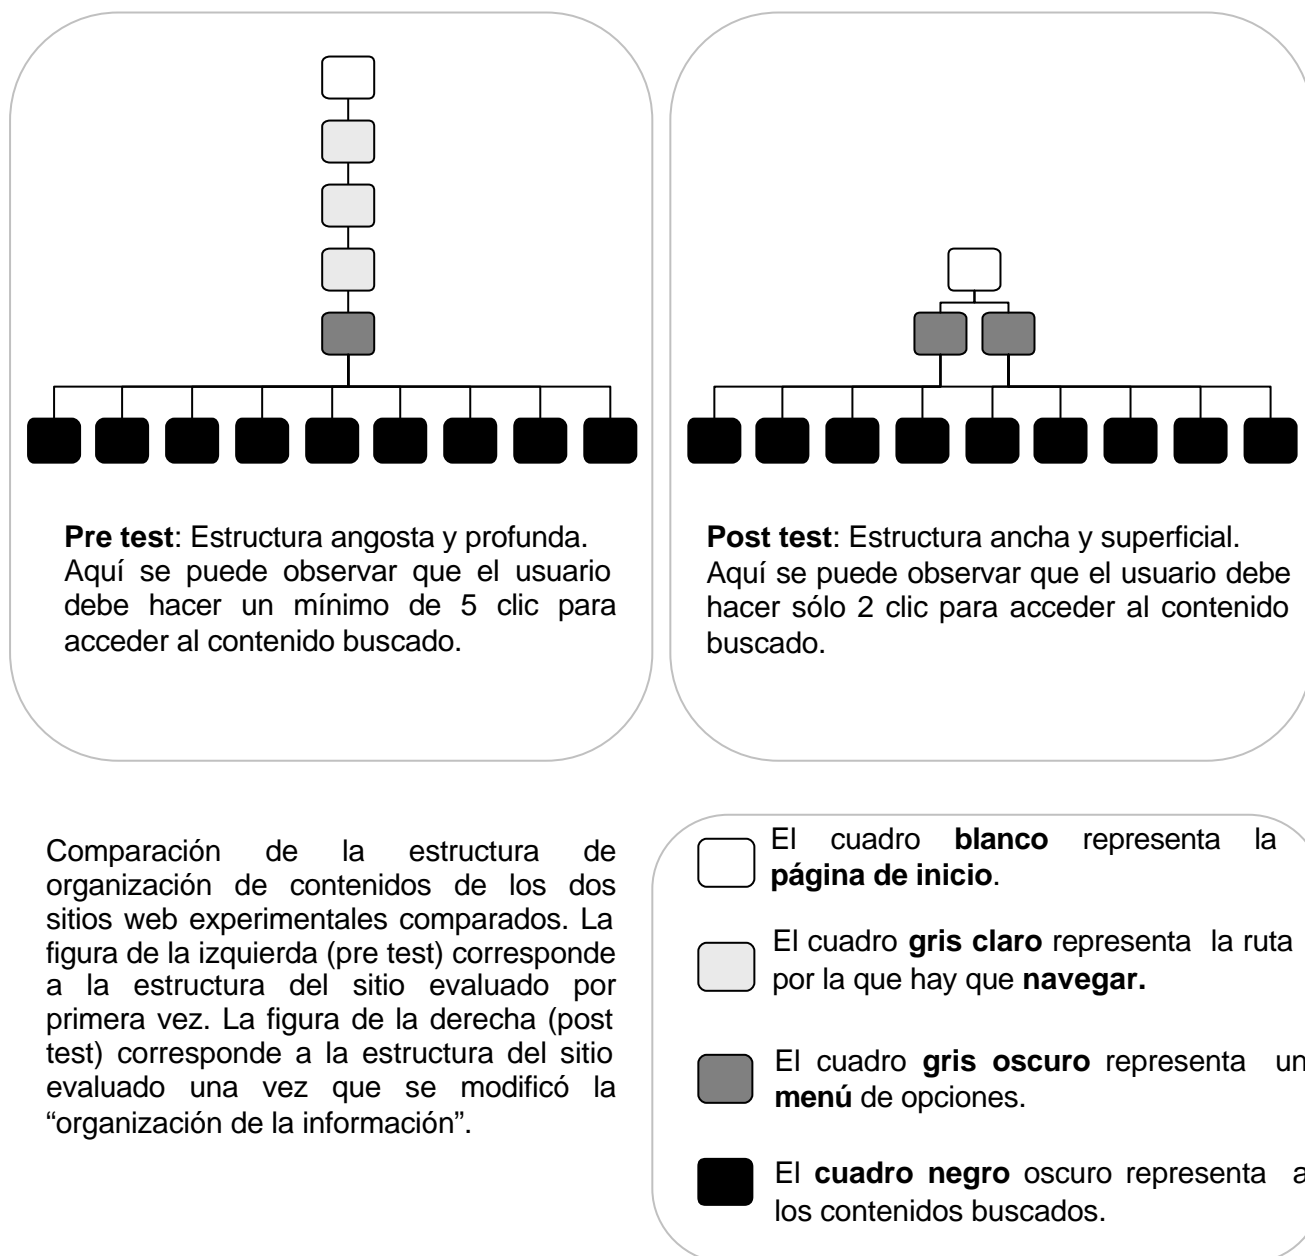 Pre test: Estructura angosta y profunda.
Aquí se puede observar que el usuario
debe hacer un mínimo de 5 clic para
acceder al contenido buscado.
Post test: Estructura ancha y superficial.
Aquí se puede observar que el usuario debe
hacer sólo 2 clic para acceder al contenido
buscado.
Comparación de la estructura de
organización de contenidos de los dos
sitios web experimentales comparados. La
figura de la izquierda (pre test) corresponde
a la estructura del sitio evaluado por
primera vez. La figura de la derecha (post
test) corresponde a la estructura del sitio
evaluado una vez que se modificó la
“organización de la información”.
El cuadro blanco representa la
página de inicio.
El cuadro gris claro representa la ruta
por la que hay que navegar.
El cuadro gris oscuro representa un
menú de opciones.
El cuadro negro oscuro representa a
los contenidos buscados.